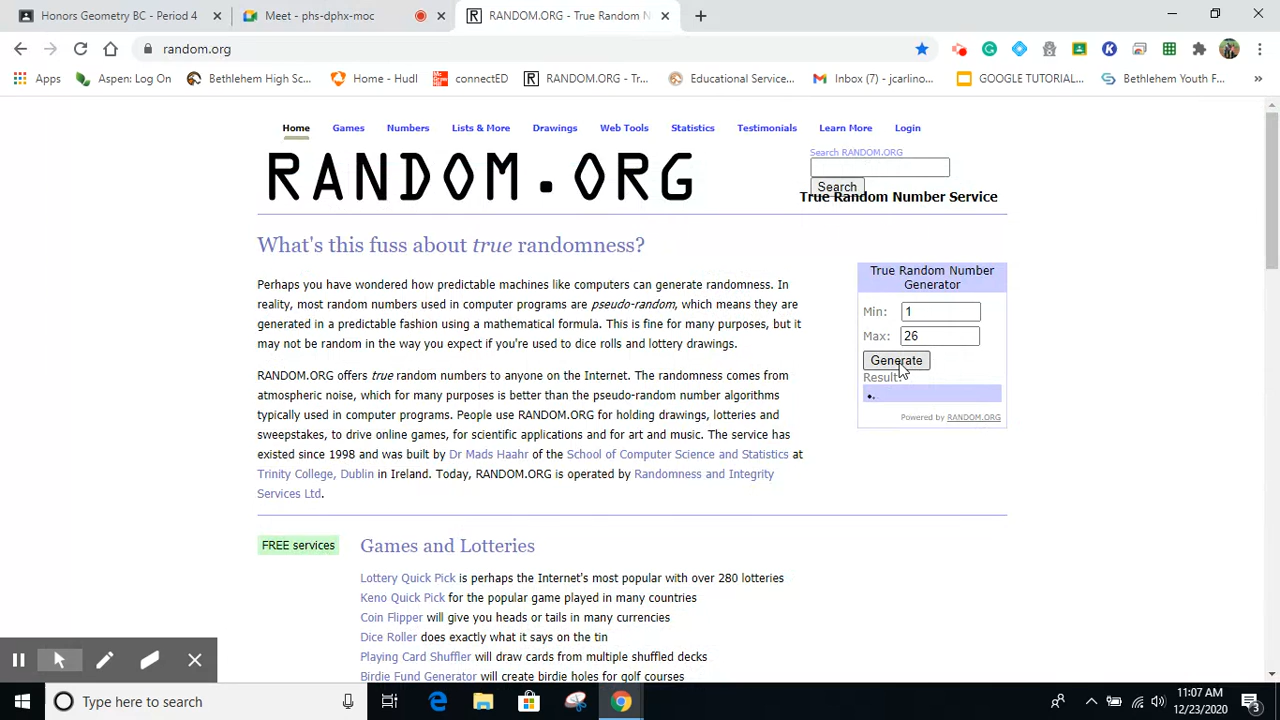 Honors Geometry BC - Period 4
Meet - phs-dphx-moc
RANDOM.ORG - True Random N
random.org
Apps
Aspen: Log On
Bethlehem High Sc...
Home - Hudl
connectED
RANDOM.ORG - Tr...
Educational Service...
Inbox (7) - jcarlino...
GOOGLE TUTORIAL...
Bethlehem Youth F...
»
Home Games Numbers Lists & More Drawings Web Tools Statistics Testimonials Learn More Login
RANDOM.ORG
Search RANDOM.ORG
Search
True Random Number Service
What's this fuss about true randomness?
Perhaps you have wondered how predictable machines like computers can generate randomness. In
reality, most random numbers used in computer programs are pseudo-random, which means they are
generated in a predictable fashion using a mathematical formula. This is fine for many purposes, but it
may not be random in the way you expect if you're used to dice rolls and lottery drawings.
RANDOM.ORG offers true random numbers to anyone on the Internet. The randomness comes from
atmospheric noise, which for many purposes is better than the pseudo-random number algorithms
typically used in computer programs. People use RANDOM.ORG for holding drawings, lotteries and
sweepstakes, to drive online games, for scientific applications and for art and music. The service has
existed since 1998 and was built by Dr Mads Haahr of the School of Computer Science and Statistics at
Trinity College, Dublin in Ireland. Today, RANDOM.ORG is operated by Randomness and Integrity
Services Ltd.
True Random Number
Generator
Min: 1
Max: 26
Generate
Result:
Powered by RANDOM.ORG
FREE services
Games and Lotteries
Lottery Quick Pick is perhaps the Internet's most popular with over 280 lotteries
Keno Quick Pick for the popular game played in many countries
Coin Flipper will give you heads or tails in many currencies
Dice Roller does exactly what it says on the tin
Playing Card Shuffler will draw cards from multiple shuffled decks
Birdie Fund Generator will create birdie holes for golf courses
Type here to search
11:07 AM
12/23/2020
3